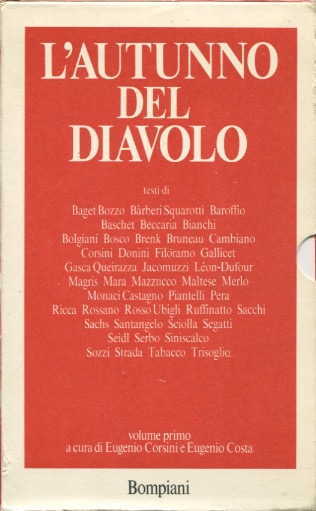 L'AUTUNNO
DEL
DIAVOLO
testi di
Baget Bozzo Bàrberi Squarotti Baroffio
Baschet Beccaria Bianchi
Bolgiani Bosco Brenk Bruneau Cambiano
Corsini Donini Filoramo Gallicet
Gasca Queirazza Jacomuzzi Léon-Dufour
Magris Mara Mazzucco Maltese Merlo
Monaci Castagno Piantelli Pera
Ricca Rossano Rosso Ubigli Ruffinatto Sacchi
Sachs Santangelo Sciolla Segatti
Seidl Serbo Siniscalco
Sozzi Strada Tabacco Trisoglio
volume primo
a cura di Eugenio Corsini e Eugenio Costa
Bompiani